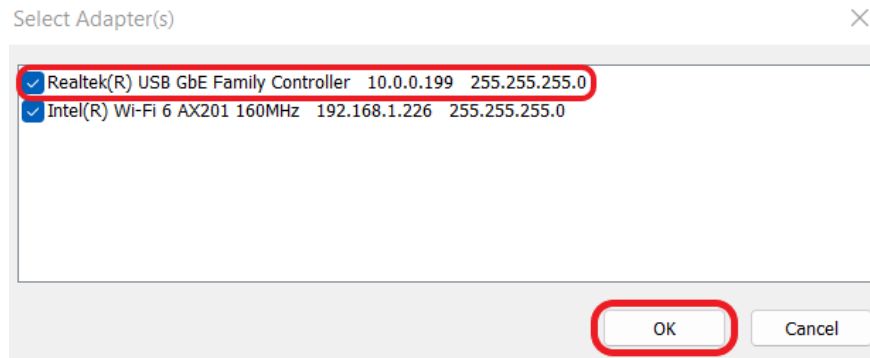 Select Adapter(s)
Realtek(R) USB GbE Family Controller 10.0.0.199 255.255.255.0
Intel(R) Wi-Fi 6 AX201 160MHz 192.168.1.226 255.255.255.0
OK Cancel